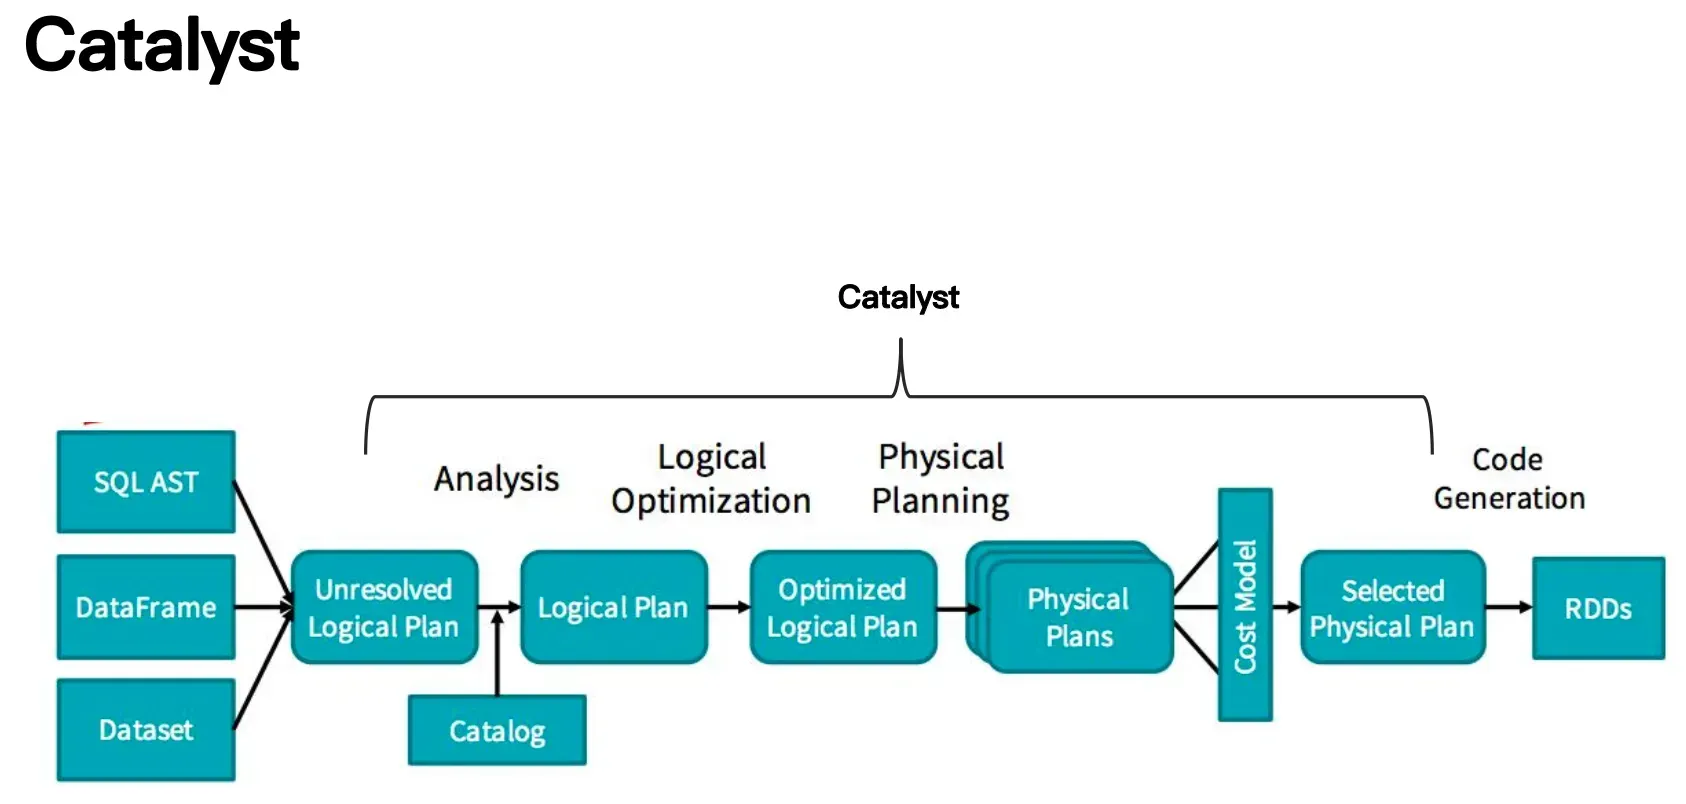 Catalyst
Catalyst
Analysis
Logical
Optimization
Physical
Planning
Code
Generation
SQL AST
DataFrame
Dataset
Unresolved
Logical Plan
Catalog
Logical Plan
Optimized
Logical Plan
Physical
Plans
Cost Model
Selected
Physical Plan
RDDs